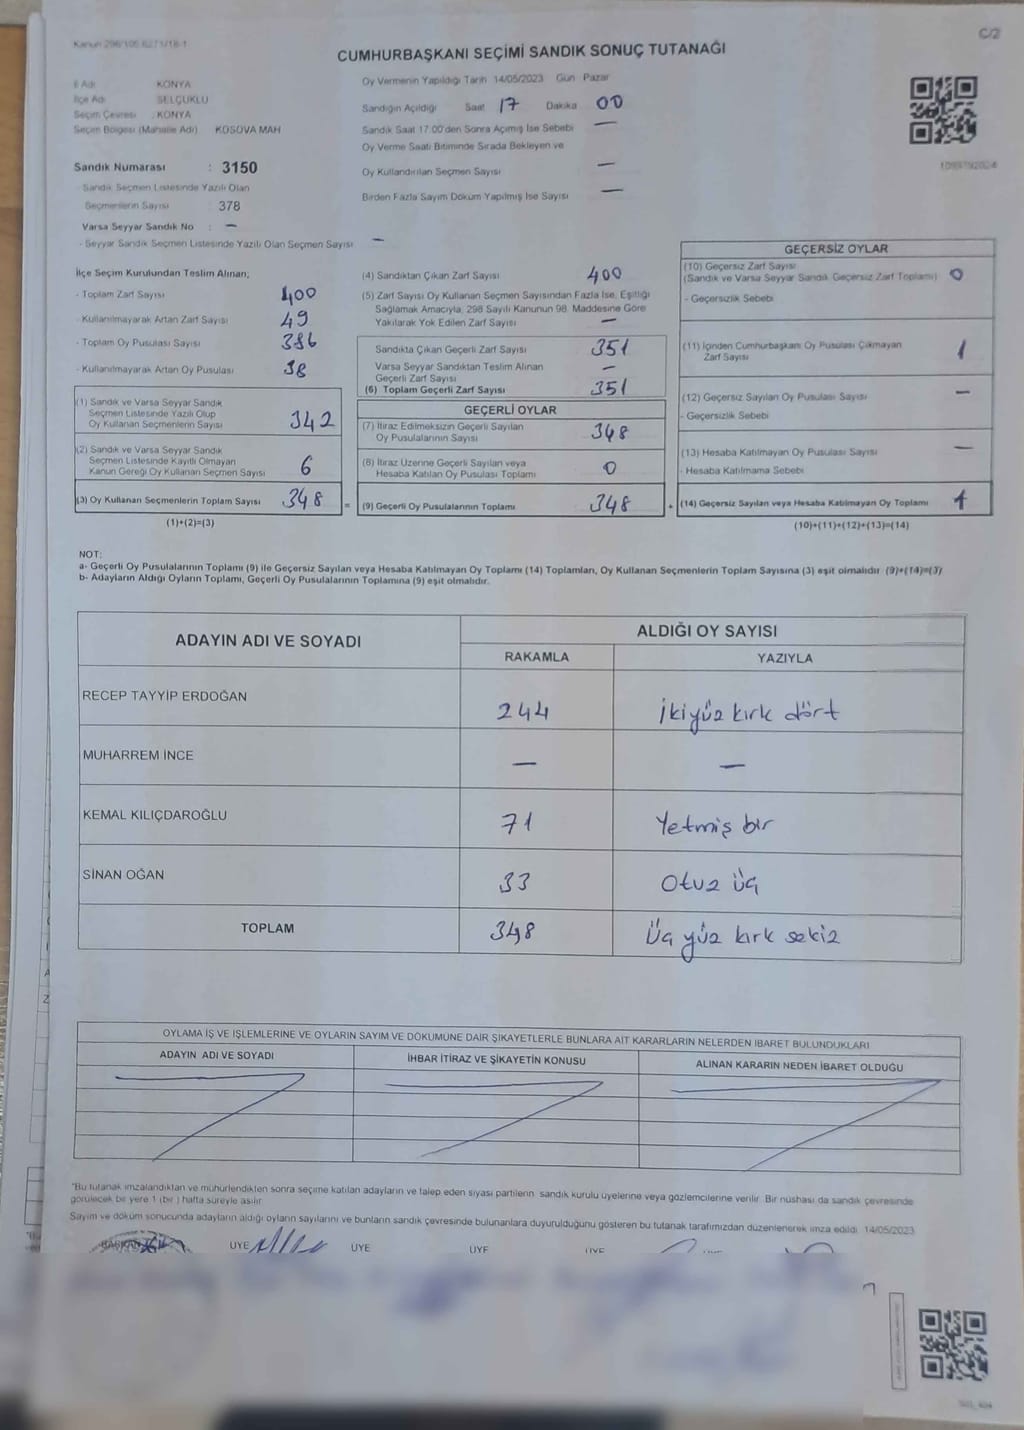 Kanun 298/105 6271/18-1
C/2
CUMHURBAŞKANI SEÇİMİ SANDIK SONUÇ TUTANAĞI
İl Adı KONYA
İlçe Adı SELÇUKLU
Seçim Çevresi : KONYA
Seçim Bölgesi (Mahalle Adı) KOSOVA MAH
Sandık Numarası : 3150
- Sandık Seçmen Listesinde Yazılı Olan
Seçmenlerin Sayısı : 378
Varsa Seyyar Sandık No : —
- Seyyar Sandık Seçmen Listesinde Yazılı Olan Seçmen Sayısı —
Oy Vermenin Yapıldığı Tarih 14/05/2023 Gün Pazar
Sandığın Açıldığı Saat 17 Dakika 00
Sandık Saat 17:00'den Sonra Açımış İse Sebebi —
Oy Verme Saati Bitiminde Sırada Bekleyen ve
Oy Kullandırılan Seçmen Sayısı —
Birden Fazla Sayım Döküm Yapılmış İse Sayısı —
İlçe Seçim Kurulundan Teslim Alınan;
- Toplam Zarf Sayısı 400
- Kullanılmayarak Artan Zarf Sayısı 49
- Toplam Oy Pusulası Sayısı 386
- Kullanılmayarak Artan Oy Pusulası 38
(1) Sandık ve Varsa Seyyar Sandık
Seçmen Listesinde Yazılı Olup
Oy Kullanan Seçmenlerin Sayısı 342
(2) Sandık ve Varsa Seyyar Sandık
Seçmen Listesinde Kayıtlı Olmayan
Kanun Gereği Oy Kullanan Seçmen Sayısı 6
(3) Oy Kullanan Seçmenlerin Toplam Sayısı 348
(1)+(2)=(3)
(4) Sandıktan Çıkan Zarf Sayısı 400
(5) Zarf Sayısı Oy Kullanan Seçmen Sayısından Fazla İse, Eşitliği
Sağlamak Amacıyla, 298 Sayılı Kanunun 98. Maddesine Göre
Yakılarak Yok Edilen Zarf Sayısı —
Sandıkta Çıkan Geçerli Zarf Sayısı 351
Varsa Seyyar Sandıktan Teslim Alınan
Geçerli Zarf Sayısı —
(6) Toplam Geçerli Zarf Sayısı 351
GEÇERLİ OYLAR
(7) İtiraz Edilmeksizin Geçerli Sayılan
Oy Pusulalarının Sayısı 348
(8) İtiraz Üzerine Geçerli Sayılan veya
Hesaba Katılan Oy Pusulası Toplamı 0
= (9) Geçerli Oy Pusulalarının Toplamı 348
GEÇERSİZ OYLAR
(10) Geçersiz Zarf Sayısı
(Sandık ve Varsa Seyyar Sandık Geçersiz Zarf Toplamı) 0
- Geçersizlik Sebebi
(11) İçinden Cumhurbaşkanı Oy Pusulası Çıkmayan
Zarf Sayısı 1
(12) Geçersiz Sayılan Oy Pusulası Sayısı —
- Geçersizlik Sebebi
(13) Hesaba Katılmayan Oy Pusulası Sayısı —
- Hesaba Katılmama Sebebi
+ (14) Geçersiz Sayılan veya Hesaba Katılmayan Oy Toplamı 1
(10)+(11)+(12)+(13)=(14)
NOT:
a- Geçerli Oy Pusulalarının Toplamı (9) ile Geçersiz Sayılan veya Hesaba Katılmayan Oy Toplamı (14) Toplamları, Oy Kullanan Seçmenlerin Toplam Sayısına (3) eşit olmalıdır (9)+(14)=(3)
b- Adayların Aldığı Oyların Toplamı, Geçerli Oy Pusulalarının Toplamına (9) eşit olmalıdır.
ADAYIN ADI VE SOYADI
ALDIĞI OY SAYISI
RAKAMLA YAZIYLA
RECEP TAYYİP ERDOĞAN 244 İkiyüz kırk dört
MUHARREM İNCE — —
KEMAL KILIÇDAROĞLU 71 Yetmiş bir
SİNAN OĞAN 33 Otuz üç
TOPLAM 348 Üç yüz kırk sekiz
OYLAMA İŞ VE İŞLEMLERİNE VE OYLARIN SAYIM VE DÖKÜMÜNE DAİR ŞİKAYETLERLE BUNLARA AİT KARARLARIN NELERDEN İBARET BULUNDUKLARI
ADAYIN ADI VE SOYADI İHBAR İTİRAZ VE ŞİKAYETİN KONUSU ALINAN KARARIN NEDEN İBARET OLDUĞU
"Bu tutanak imzalandıktan ve mühürlendikten sonra seçime katılan adayların ve talep eden siyasi partilerin sandık kurulu üyelerine veya gözlemcilerine verilir. Bir nüshası da sandık çevresinde
görülecek bir yere 1 (bir ) hafta süreyle asılır.
Sayım ve döküm sonucunda adayların aldığı oyların sayılarını ve bunların sandık çevresinde bulunanlara duyurulduğunu gösteren bu tutanak tarafımızdan düzenlenerek imza edildi. 14/05/2023
BAŞKAN ÜYE ÜYE ÜYE ÜYE